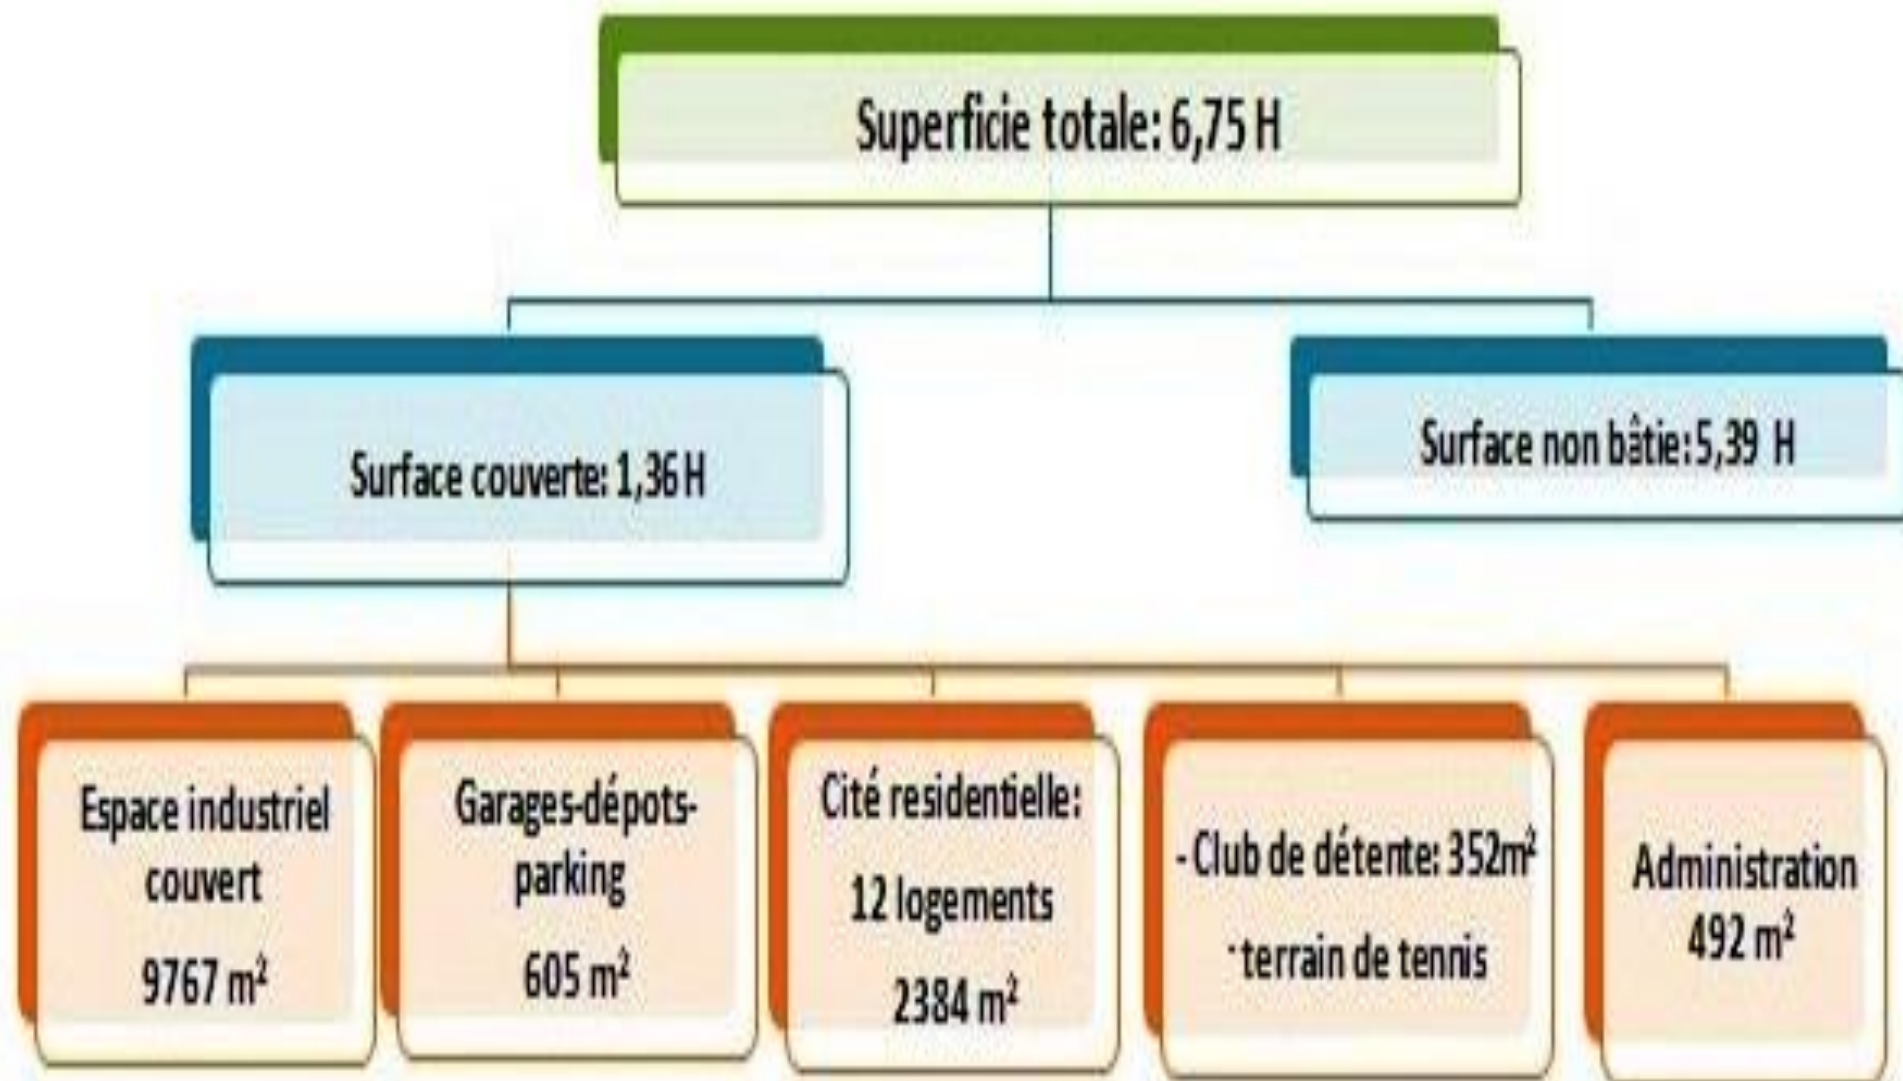 Superficie totale: 6,75 H
Surface couverte: 1,36 H
Surface non bâtie: 5,39 H
Espace industriel
couvert
9767 m²
Garages-dépots-
parking
605 m²
Cité residentielle:
12 logements
2384 m²
- Club de détente: 352m²
- terrain de tennis
Administration
492 m²